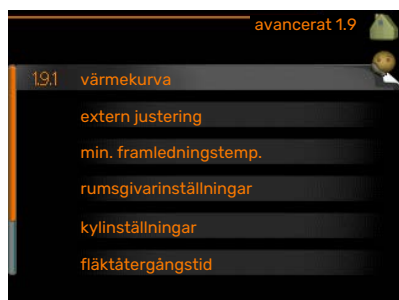 avancerat 1.9
1.9.1 värmekurva
extern justering
min. framledningstemp.
rumsgivarinställningar
kylinställningar
fläktåtergångstid